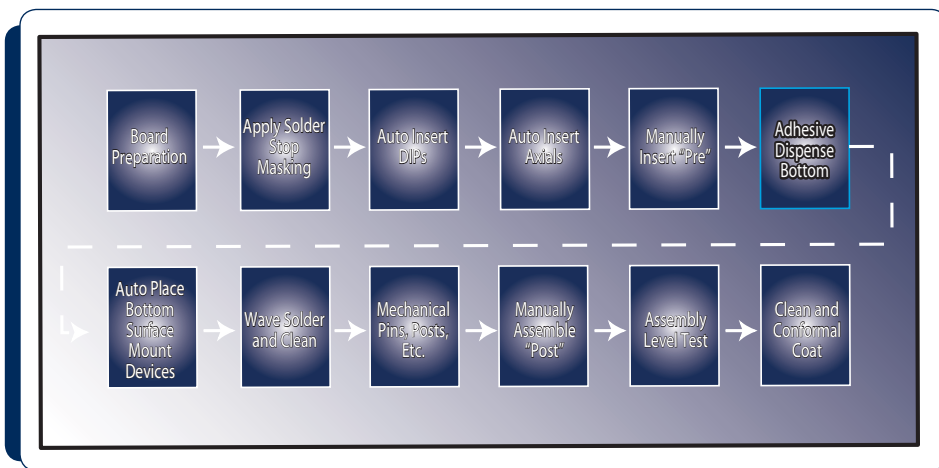 Board
Preparation
Apply Solder
Stop
Masking
Auto Insert
DIPs
Auto Insert
Axials
Manually
Insert "Pre"
Adhesive
Dispense
Bottom
Auto Place
Bottom
Surface
Mount
Devices
Wave Solder
and Clean
Mechanical
Pins, Posts,
Etc.
Manually
Assemble
"Post"
Assembly
Level Test
Clean and
Conformal
Coat